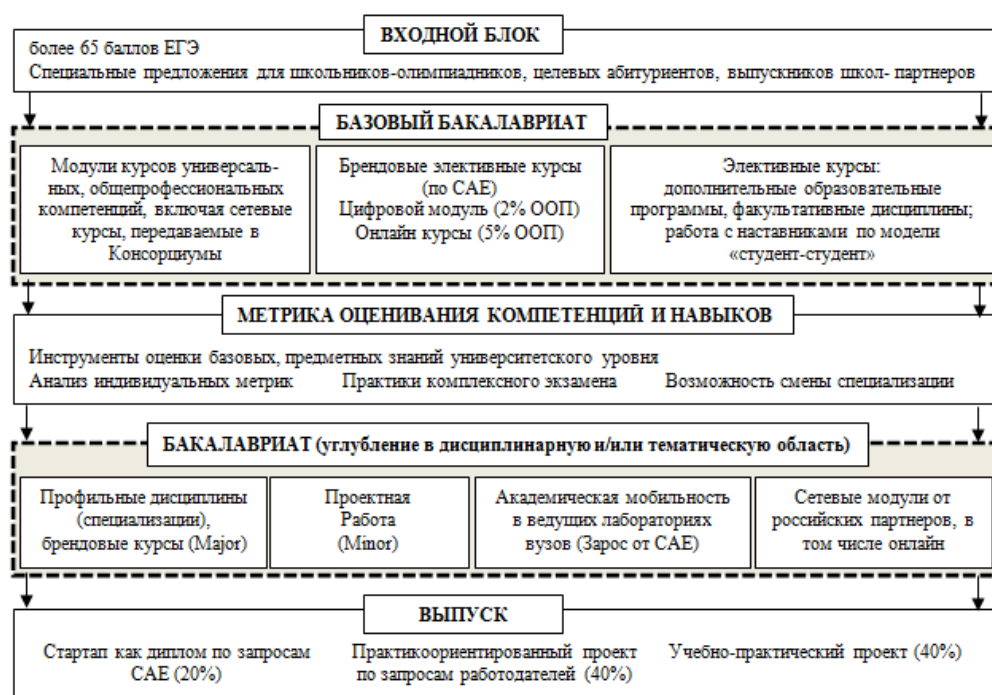 ВХОДНОЙ БЛОК
более 65 баллов ЕГЭ
Специальные предложения для школьников-олимпиадников, целевых абитуриентов, выпускников школ- партнеров
БАЗОВЫЙ БАКАЛАВРИАТ
Модули курсов универсаль-
ных, общепрофессиональных
компетенций, включая сетевые
курсы, передаваемые в
Консорциумы
Брендовые элективные курсы
(по САЕ)
Цифровой модуль (2% ООП)
Онлайн курсы (5% ООП)
Элективные курсы:
дополнительные образовательные
программы, факультативные дисциплины;
работа с наставниками по модели
«студент-студент»
МЕТРИКА ОЦЕНИВАНИЯ КОМПЕТЕНЦИЙ И НАВЫКОВ
Инструменты оценки базовых, предметных знаний университетского уровня
Анализ индивидуальных метрик Практики комплексного экзамена Возможность смены специализации
БАКАЛАВРИАТ (углубление в дисциплинарную и/или тематическую область)
Профильные дисциплины
(специализации),
брендовые курсы (Major)
Проектная
Работа
(Minor)
Академическая мобильность
в ведущих лабораториях
вузов (Зарос от САЕ)
Сетевые модули от
российских партнеров, в
том числе онлайн
ВЫПУСК
Стартап как диплом по запросам
САЕ (20%)
Практикоориентированный проект
по запросам работодателей (40%)
Учебно-практический проект (40%)